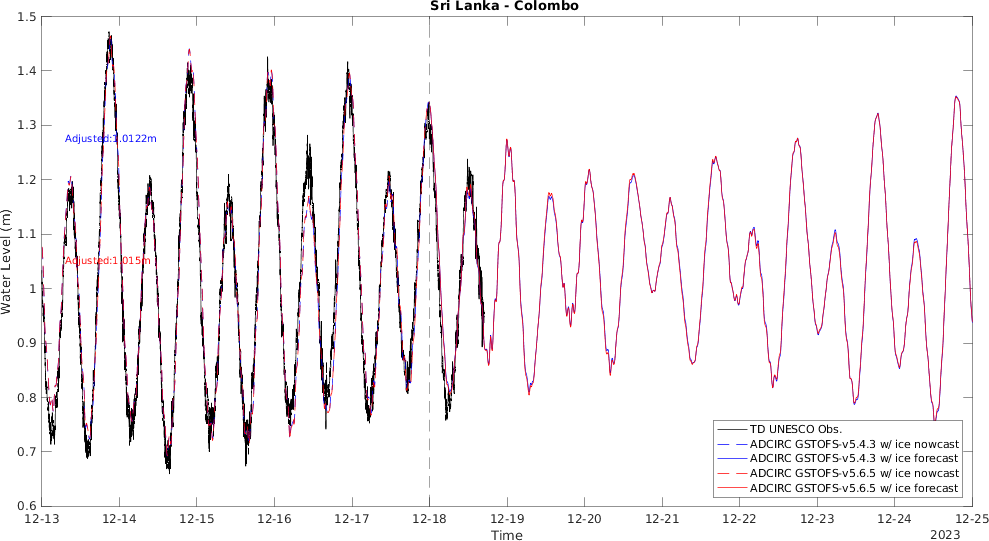 Sri Lanka - Colombo
1.5
1.4
1.3
1.2
1.1
1
0.9
0.8
0.7
0.6
Water Level (m)
Adjusted:1.0122m
Adjusted:1.015m
TD UNESCO Obs.
ADCIRC GSTOFS-v5.4.3 w/ ice nowcast
ADCIRC GSTOFS-v5.4.3 w/ ice forecast
ADCIRC GSTOFS-v5.6.5 w/ ice nowcast
ADCIRC GSTOFS-v5.6.5 w/ ice forecast
12-13 12-14 12-15 12-16 12-17 12-18 12-19 12-20 12-21 12-22 12-23 12-24 12-25
Time
2023